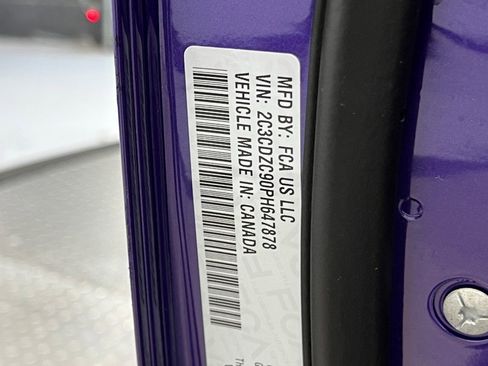 MFD BY: FCA US LLC
VIN: 2C3CDZC90PH647878
VEHICLE MADE IN: CANADA